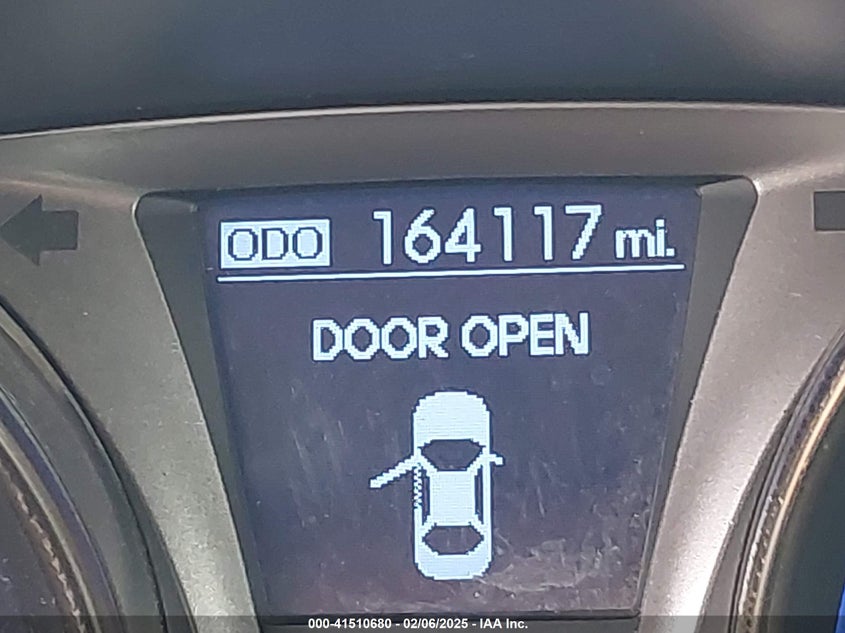 ODO 164117 mi.
DOOR OPEN
000-41510680 - 02/06/2025 - IAA Inc.